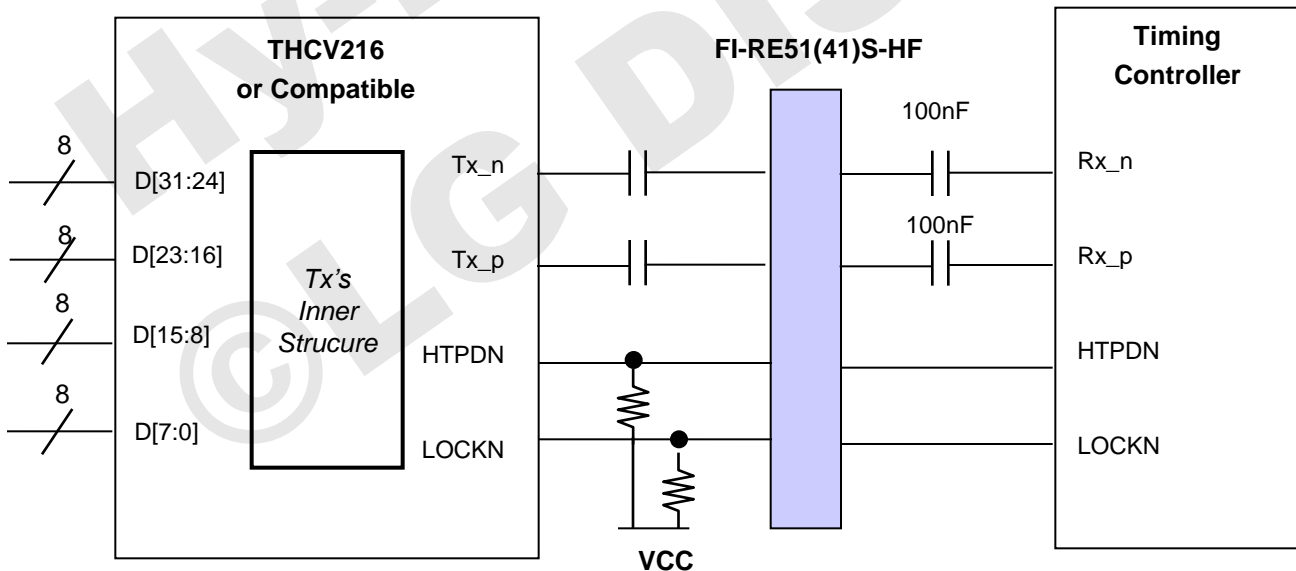 THCV216
or Compatible
FI-RE51(41)S-HF
Timing
Controller
100nF
8
D[31:24]
Tx_n
Rx_n
8
D[23:16]
Tx_p
100nF
Rx_p
Tx's
Inner
Strucure
8
D[15:8]
HTPDN
HTPDN
8
D[7:0]
LOCKN
LOCKN
VCC
©LG